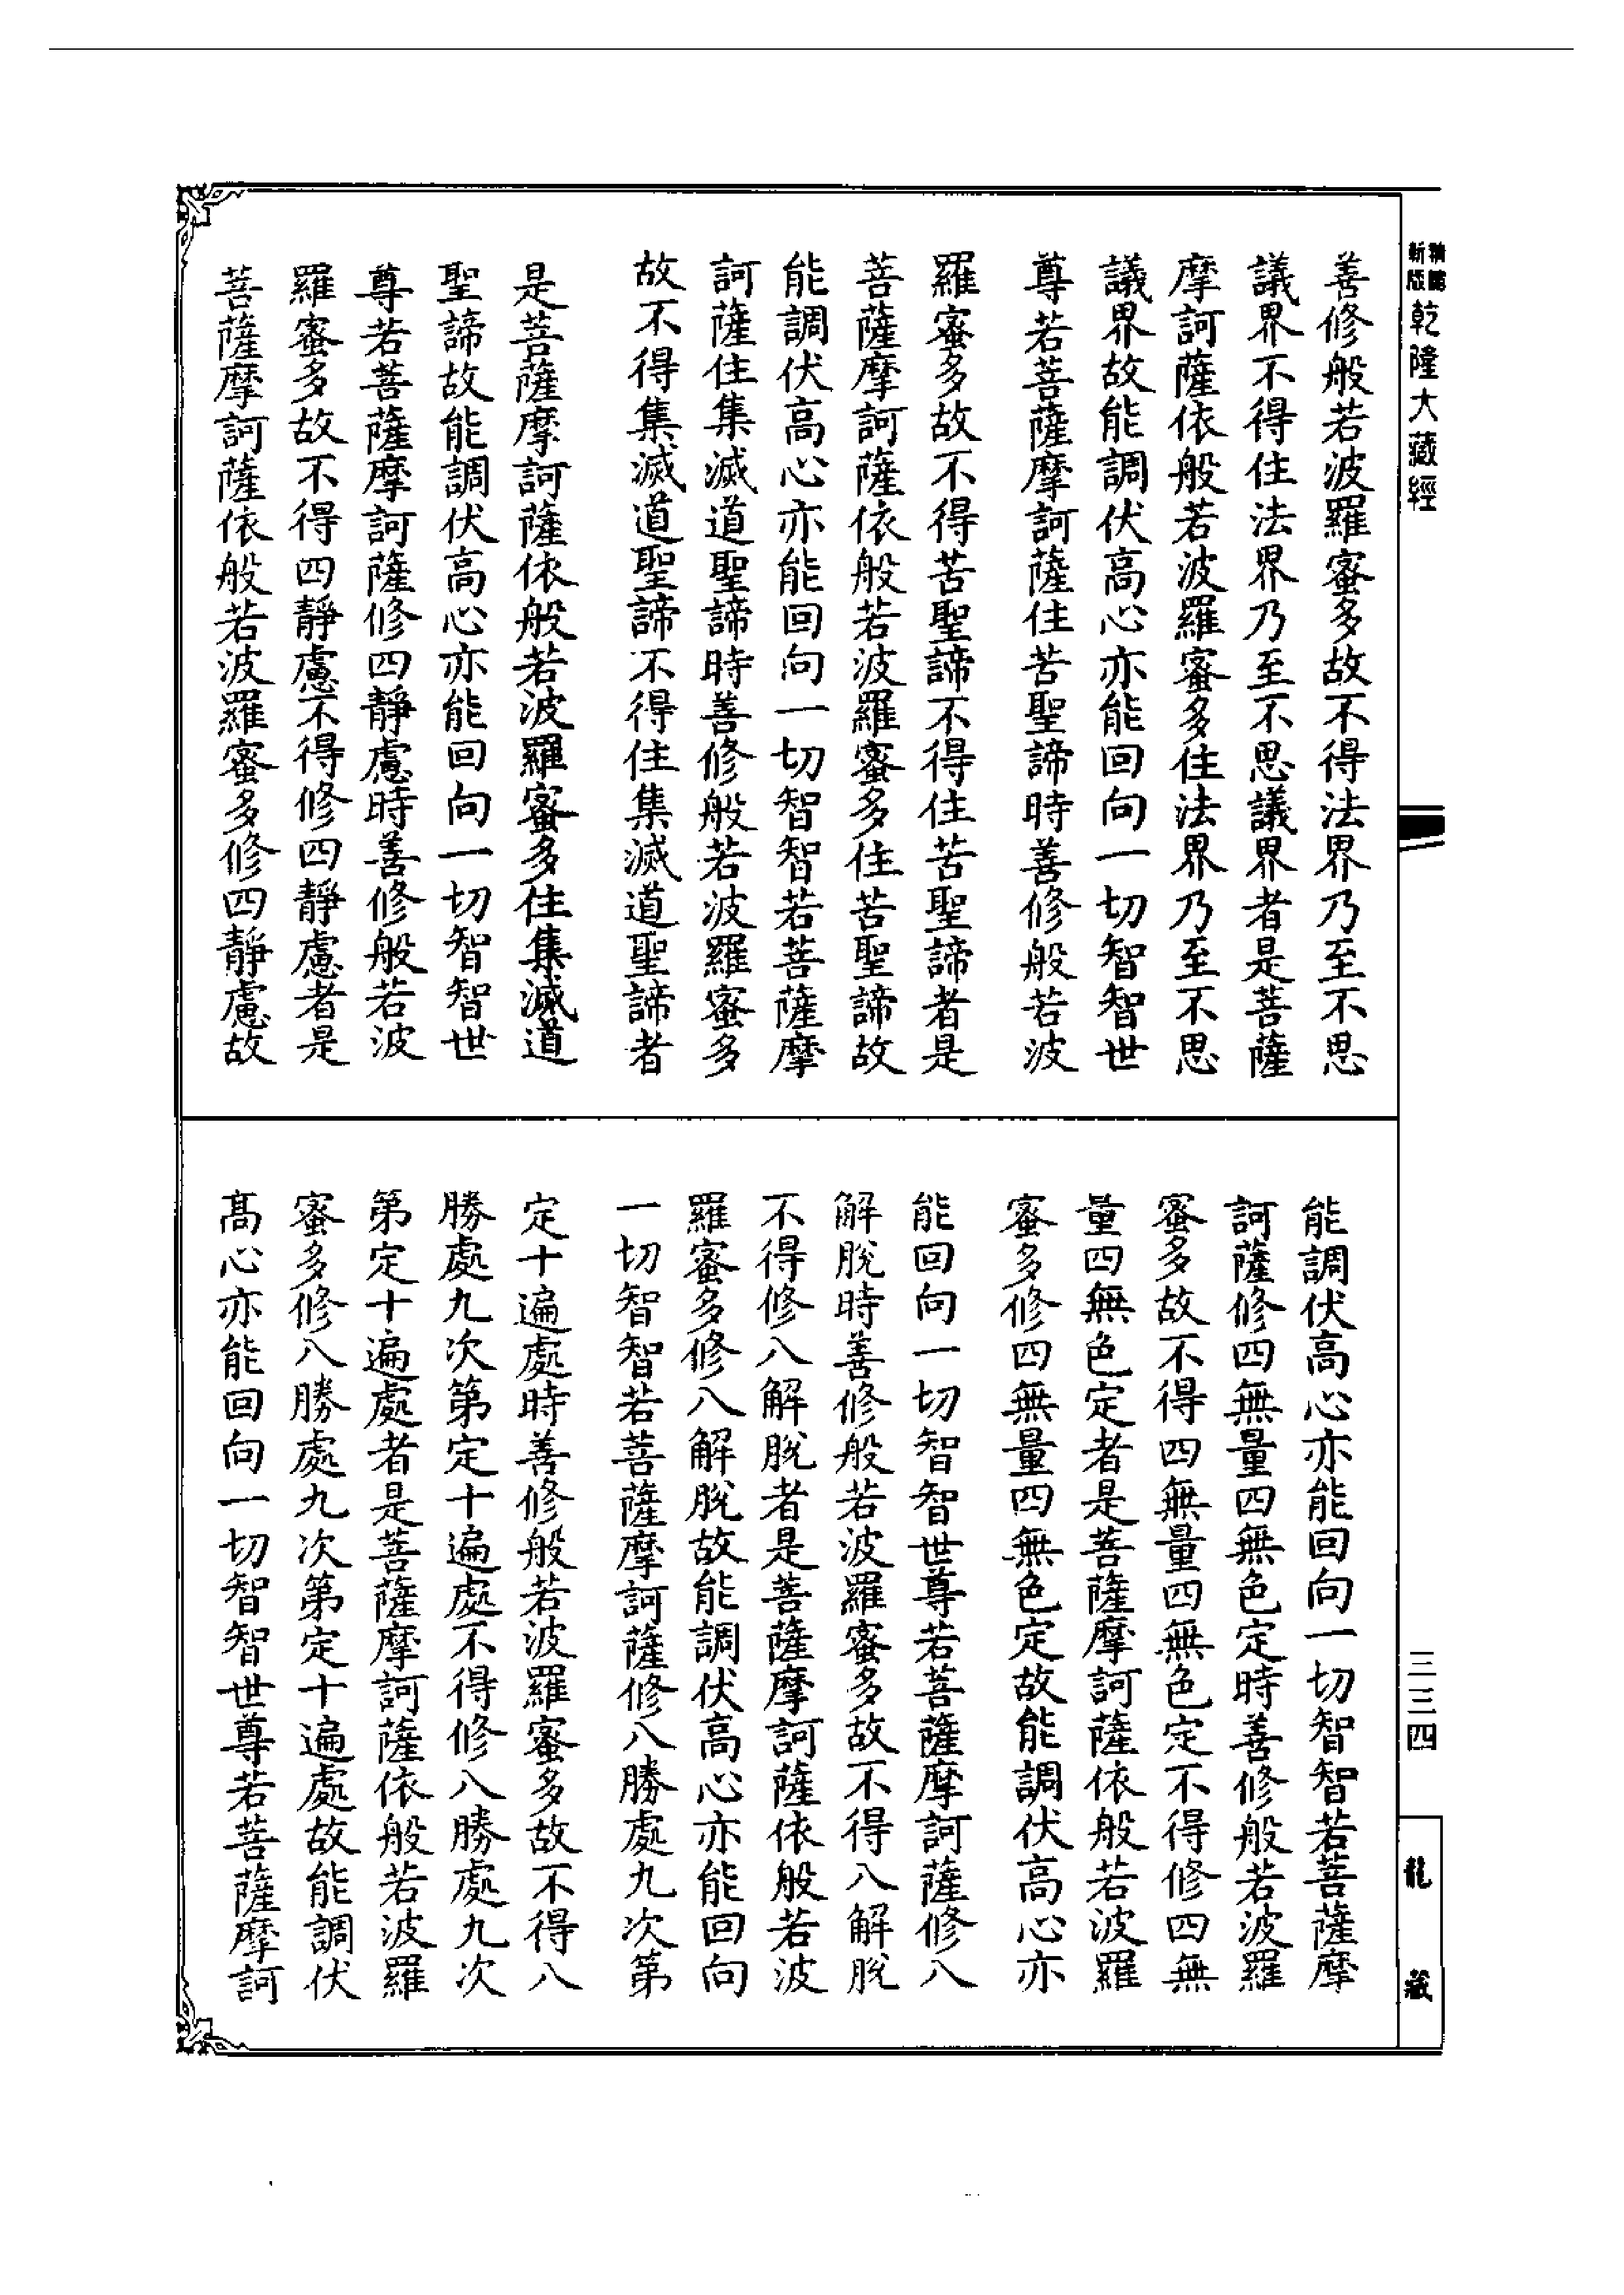 新版
乾隆大藏經
善修般若波羅蜜多故不得法界乃至不思
議界不得住法界乃至不思議界者是菩薩
摩訶薩依般若波羅蜜多住法界乃至不思
議界故能調伏高心亦能回向一切智智世
尊若菩薩摩訶薩住苦聖諦時善修般若波
羅蜜多故不得苦聖諦不得住苦聖諦者是
菩薩摩訶薩依般若波羅蜜多住苦聖諦故
能調伏高心亦能回向一切智智若菩薩摩
訶薩住集滅道聖諦時善修般若波羅蜜多
故不得集滅道聖諦不得住集滅道聖諦者
是菩薩摩訶薩依般若波羅蜜多住集滅道
聖諦故能調伏高心亦能回向一切智智世
尊若菩薩摩訶薩修四靜慮時善修般若波
羅蜜多故不得四靜慮不得修四靜慮者是
菩薩摩訶薩依般若波羅蜜多修四靜慮故
能調伏高心亦能回向一切智智若菩薩摩
訶薩修四無量四無色定時善修般若波羅
蜜多故不得四無量四無色定不得修四無
量四無色定者是菩薩摩訶薩依般若波羅
蜜多修四無量四無色定故能調伏高心亦
能回向一切智智世尊若菩薩摩訶薩修八
解脫時善修般若波羅蜜多故不得八解脫
不得修八解脫者是菩薩摩訶薩依般若波
羅蜜多修八解脫故能調伏高心亦能回向
一切智智若菩薩摩訶薩修八勝處九次第
定十遍處時善修般若波羅蜜多故不得八
勝處九次第定十遍處不得修八勝處九次
第定十遍處者是菩薩摩訶薩依般若波羅
蜜多修八勝處九次第定十遍處故能調伏
高心亦能回向一切智智世尊若菩薩摩訶
三三四
龍藏